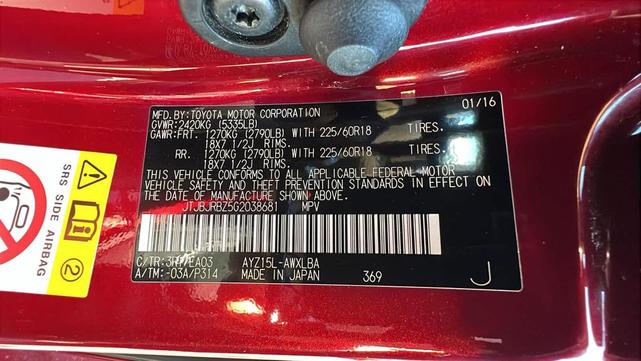 MFD. BY: TOYOTA MOTOR CORPORATION 01/16
GVWR: 2420KG (5335LB)
GAWR: FRT. 1270KG (2790LB) WITH 225/60R18 TIRES.
18X7 1/2J RIMS.
RR. 1270KG (2790LB) WITH 225/60R18 TIRES.
18X7 1/2J RIMS.
THIS VEHICLE CONFORMS TO ALL APPLICABLE FEDERAL MOTOR
VEHICLE SAFETY AND THEFT PREVENTION STANDARDS IN EFFECT ON
THE DATE OF MANUFACTURE SHOWN ABOVE.
JTJBJRBZ5G2038681 MPV
C/TR: AYZ15L-AWXLBA
A/TM: -03A/P314 MADE IN JAPAN 369 J
SRS SIDE AIRBAG
2